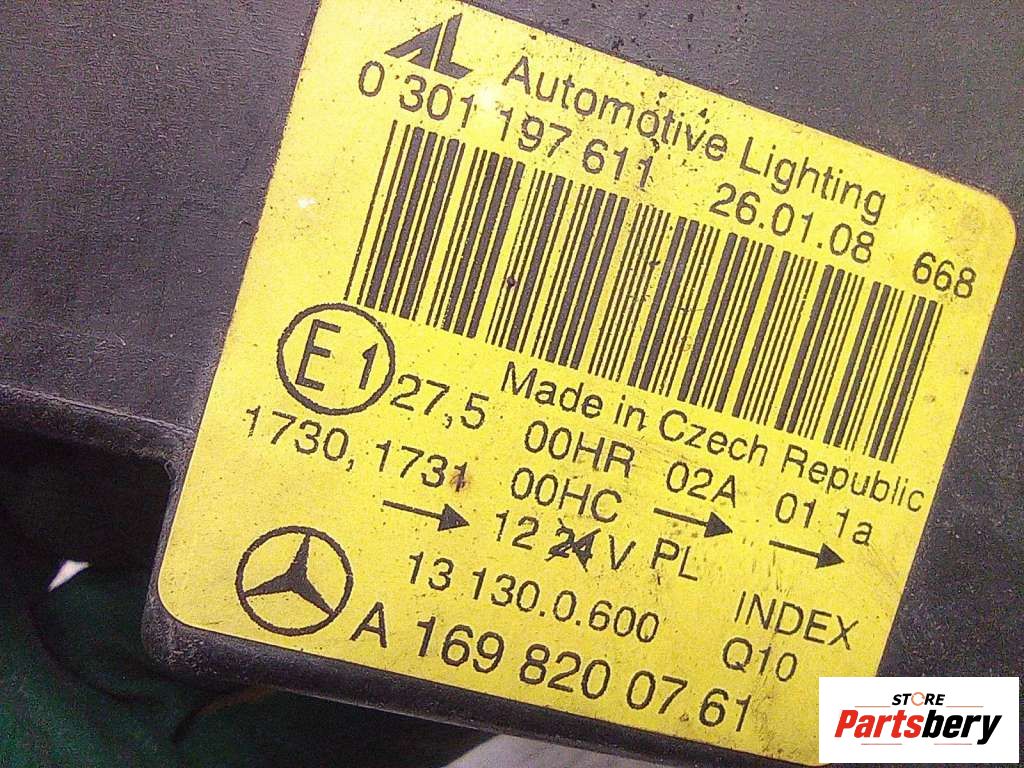 AL Automotive Lighting
0 301 197 611 26.01.08 668
Made in Czech Republic
E1 27,5 00HR 02A 01 1a
1730, 1731 00HC → →
→ 12 24 V PL
13 130.0.600 INDEX
A 169 820 07 61 Q10
STORE
Partsbery